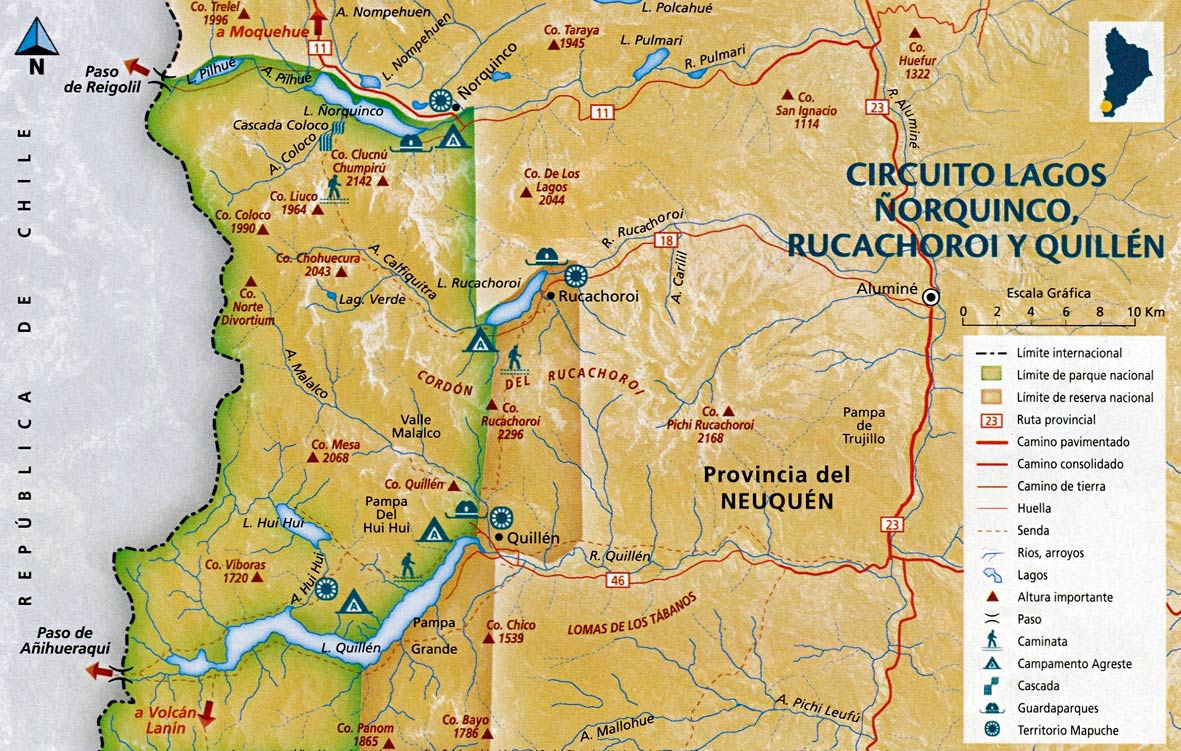 Co. Trelel
1996
a Moquehue
A. Nompehuen
L. Nompehuen
11
Ñorquinco
Co. Taraya
1945
L. Polcahué
L. Pulmari
R. Pulmari
Co.
Huefur
1322
N
Paso
de Reigolil
L. Pilhué
A. Pilhué
L. Ñorquinco
Cascada Coloco
A. Coloco
11
Co.
San Ignacio
1114
23
R. Aluminé
Co. Clucnú
Chumpirú
2142
Co. Liuco
1964
Co. Coloco
1990
Co. De Los
Lagos
2044
CIRCUITO LAGOS
ÑORQUINCO,
RUCACHOROI Y QUILLÉN
REPÚBLICA DE CHILE
Co. Chohuecura
2043
A. Calfiquitra
Lag. Verde
Co.
Norte
Divortium
L. Rucachoroi
R. Rucachoroi
18
A. Carilil
Rucachoroi
Aluminé
Escala Gráfica
0 2 4 6 8 10 Km
A. Malalco
CORDÓN DEL RUCACHOROI
Co.
Rucachoroi
2296
Valle
Malalco
Co. Mesa
2068
Co. Quillén
Co.
Pichi Rucachoroi
2168
Pampa
de
Trujillo
Provincia del
NEUQUÉN
Pampa
Del
Hui Hui
L. Hui Hui
A. Hui Hui
Co. Víboras
1720
Quillén
R. Quillén
46
23
LOMAS DE LOS TÁBANOS
Paso de
Añihueraqui
L. Quillén
Pampa
Grande
Co. Chico
1539
a Volcán
Lanín
Co. Panom
1865
Co. Bayo
1786
A. Mallohue
A. Pichi Leufú
Límite internacional
Límite de parque nacional
Límite de reserva nacional
23 Ruta provincial
Camino pavimentado
Camino consolidado
Camino de tierra
Huella
Senda
Ríos, arroyos
Lagos
Altura importante
Paso
Caminata
A Campamento Agreste
Cascada
Guardaparques
Territorio Mapuche